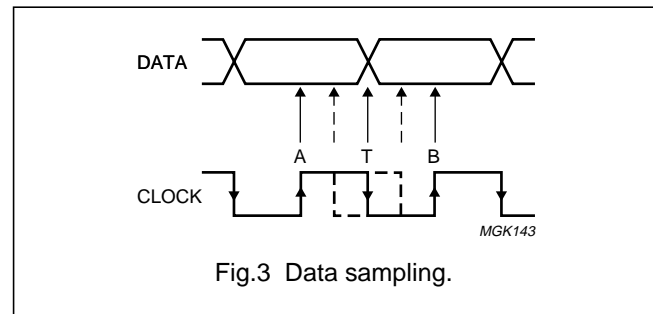 DATA
A T B
CLOCK
MGK143
Fig.3 Data sampling.